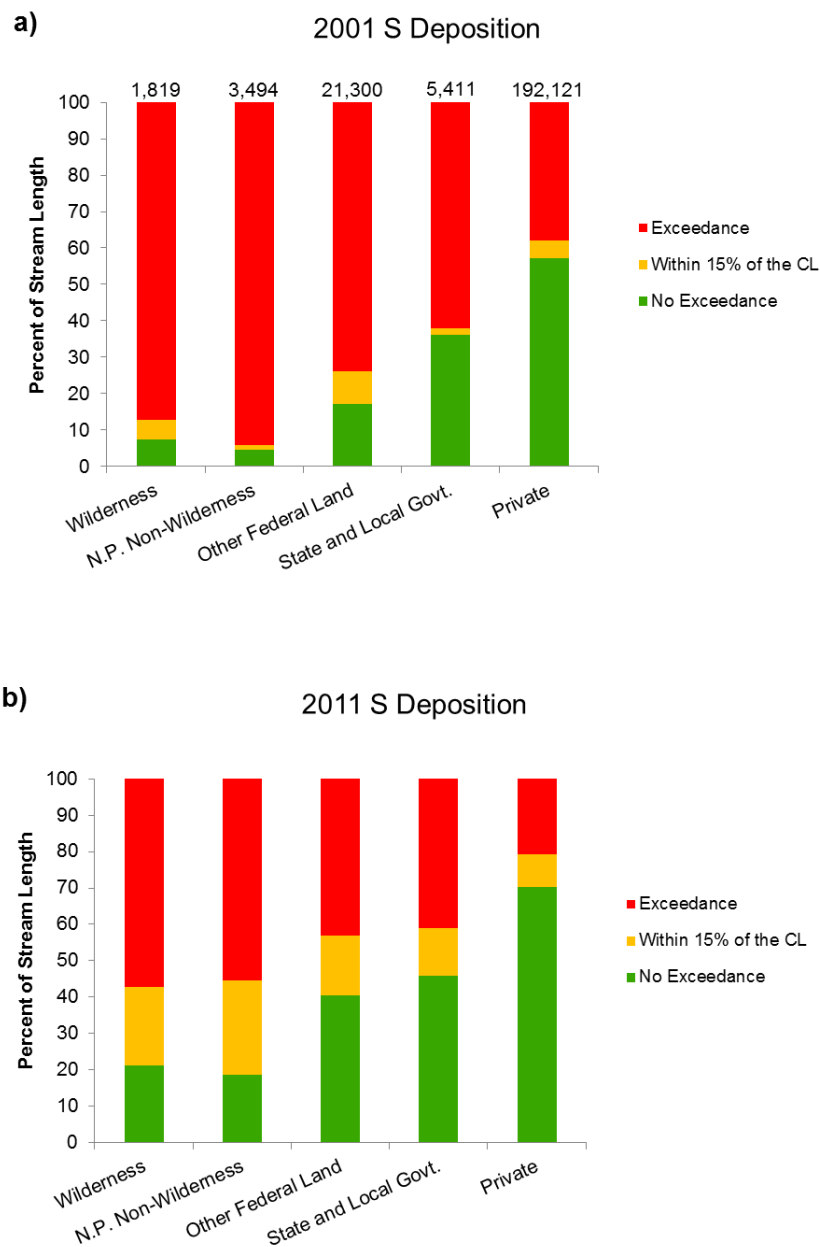 a)
2001 S Deposition
1,819 3,494 21,300 5,411 192,121
100
90
80
70
60
50
40
30
20
10
0
Percent of Stream Length
Wilderness
N.P. Non-Wilderness
Other Federal Land
State and Local Govt.
Private
Exceedance
Within 15% of the CL
No Exceedance
b)
2011 S Deposition
100
90
80
70
60
50
40
30
20
10
0
Percent of Stream Length
Wilderness
N.P. Non-Wilderness
Other Federal Land
State and Local Govt.
Private
Exceedance
Within 15% of the CL
No Exceedance